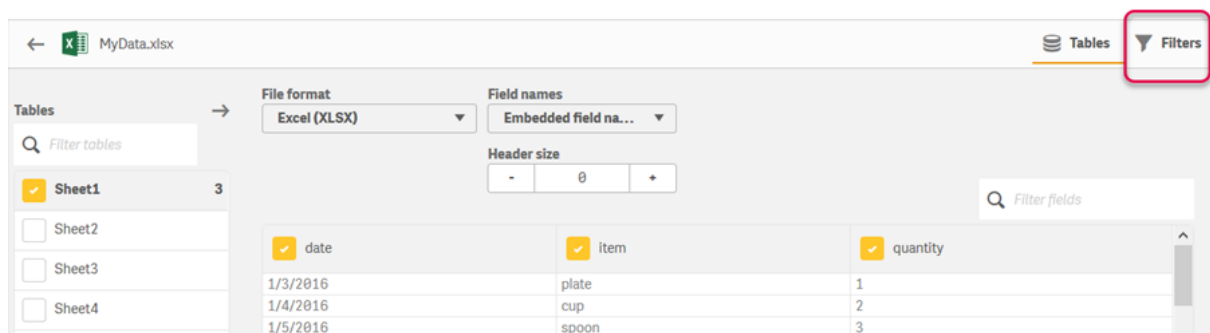 MyData.xlsx
Tables
Filters
Tables
Filter tables
Sheet1 3
Sheet2
Sheet3
Sheet4
File format
Excel (XLSX)
Field names
Embedded field na...
Header size
- 0 +
Filter fields
date item quantity
1/3/2016 plate 1
1/4/2016 cup 2
1/5/2016 spoon 3